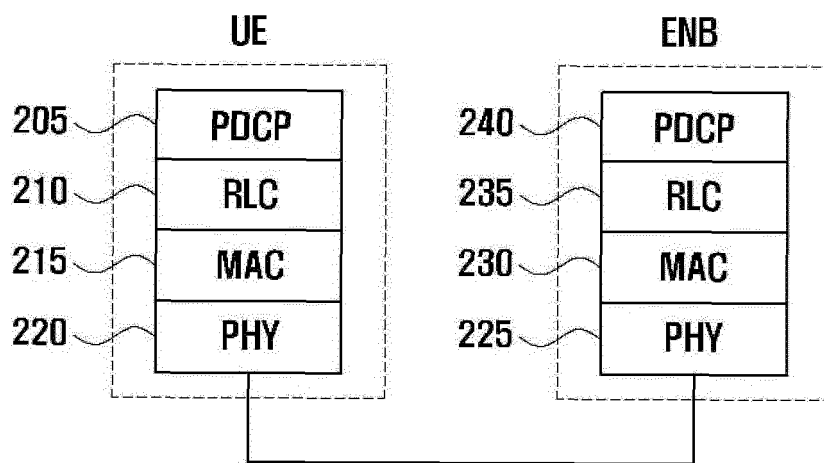 UE
ENB
205
PDCP
210
RLC
215
MAC
220
PHY
240
PDCP
235
RLC
230
MAC
225
PHY